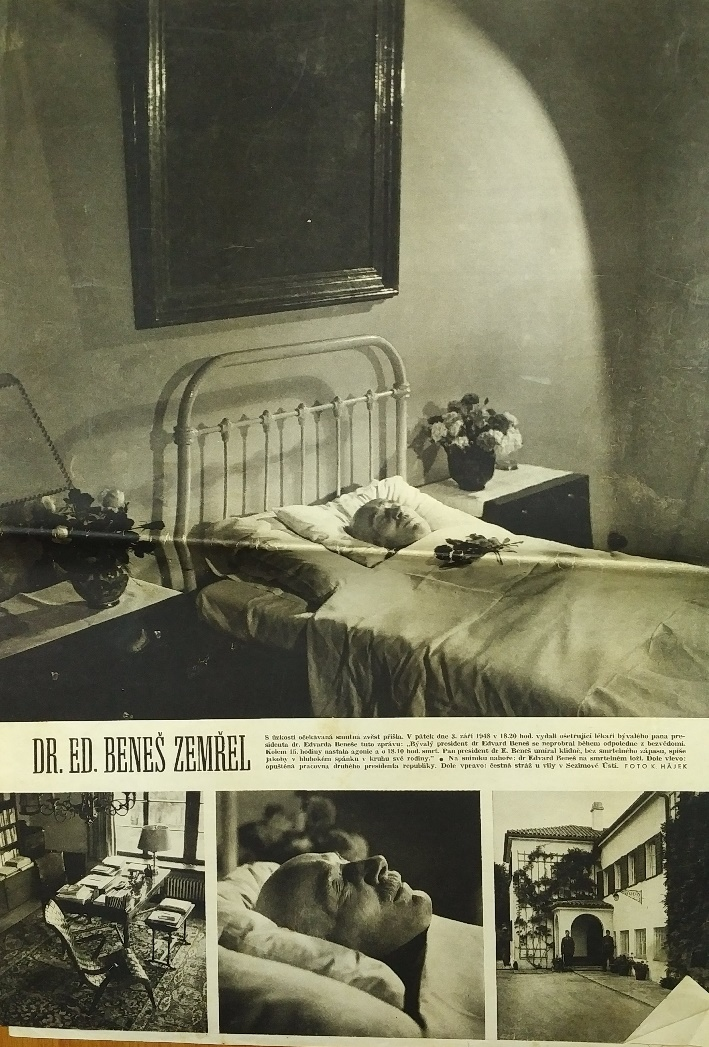 DR. ED. BENEŠ ZEMŘEL
S úzkostí očekávaná smutná zvěst přišla. V pátek dne 3. září 1948 v 18.20 hod. vydali ošetřující lékaři bývalého pana pre-
sidenta dr. Edvarda Beneše tuto zprávu: „Bývalý president dr Edvard Beneš se neprobral během odpoledne z bezvědomí.
Kolem 15. hodiny nastala agonie a o 18.10 hod. smrt. Pan president dr E. Beneš umíral klidně, bez smrtelného zápasu, spíše
jakoby v hlubokém spánku v kruhu své rodiny.“ ● Na snímku nahoře: dr Edvard Beneš na smrtelném loži. Dole vlevo:
opuštěná pracovna druhého presidenta republiky. Dole vpravo: čestná stráž u vily v Sezimově Ústí. FOTO K. HÁJEK